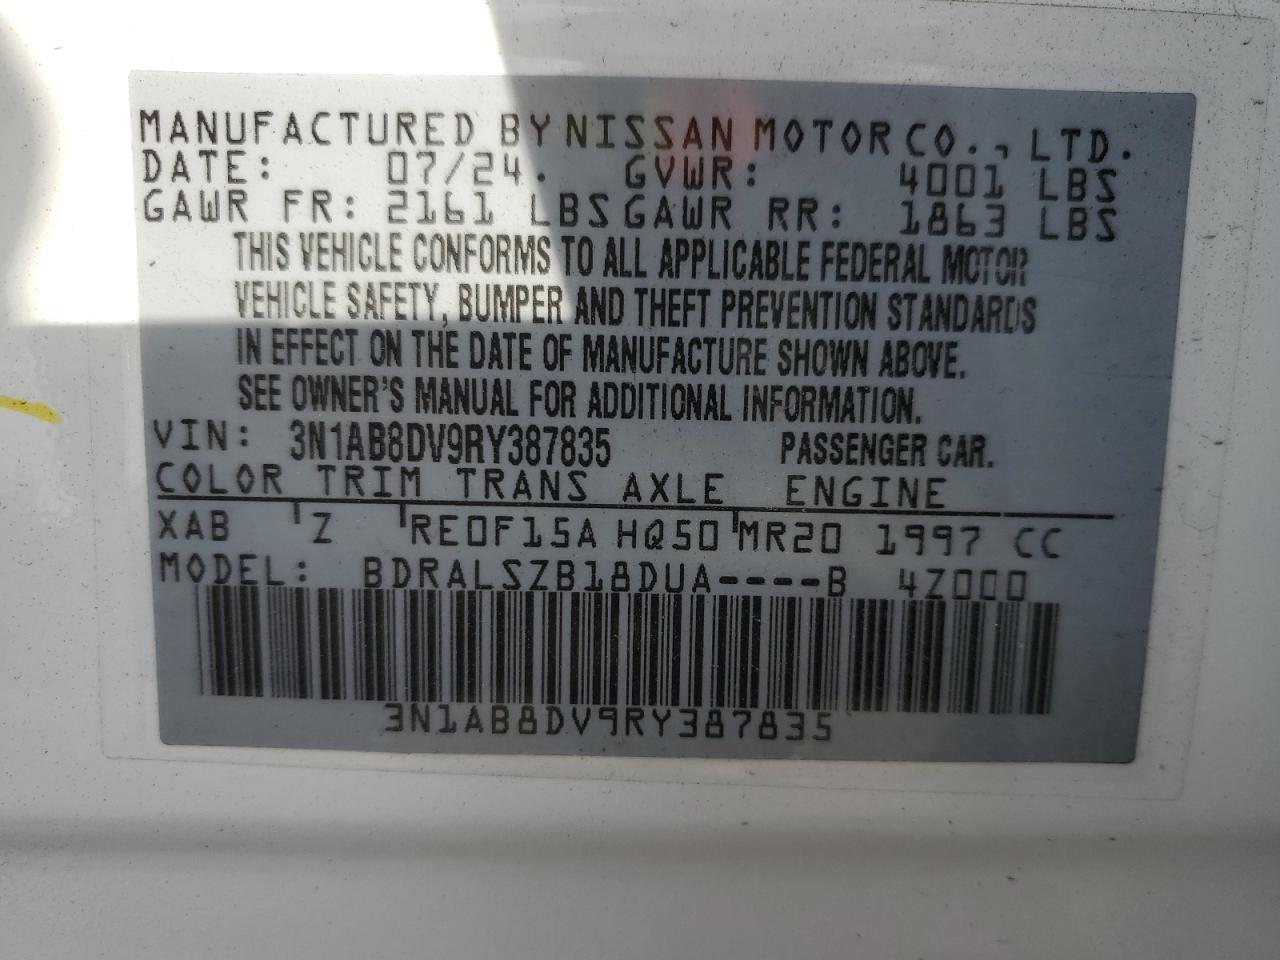 MANUFACTURED BY NISSAN MOTOR CO., LTD.
DATE: 07/24. GVWR: 4001 LBS
GAWR FR: 2161 LBS GAWR RR: 1863 LBS
THIS VEHICLE CONFORMS TO ALL APPLICABLE FEDERAL MOTOR
VEHICLE SAFETY, BUMPER AND THEFT PREVENTION STANDARDS
IN EFFECT ON THE DATE OF MANUFACTURE SHOWN ABOVE.
SEE OWNER'S MANUAL FOR ADDITIONAL INFORMATION.
VIN: 3N1AB8DV9RY387835 PASSENGER CAR.
COLOR TRIM TRANS AXLE ENGINE
XAB Z RE0F15A HQ50 MR20 1997 CC
MODEL: BDRALSZB18DUA----B 4Z000
3N1AB8DV9RY387835